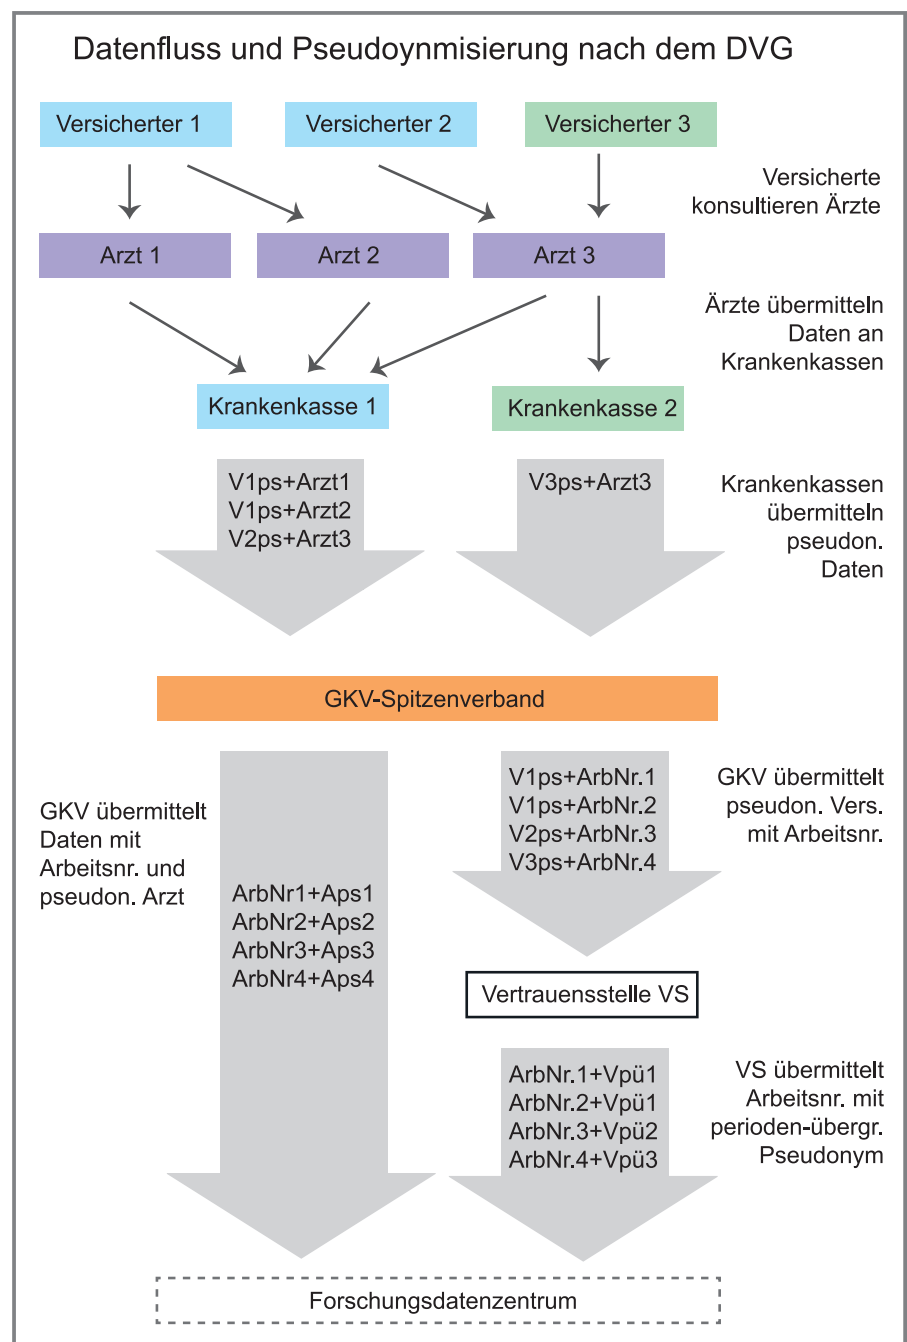 Datenfluss und Pseudoynmisierung nach dem DVG
Versicherter 1
Versicherter 2
Versicherter 3
Versicherte
konsultieren Ärzte
Arzt 1
Arzt 2
Arzt 3
Ärzte übermitteln
Daten an
Krankenkassen
Krankenkasse 1
Krankenkasse 2
V1ps+Arzt1
V1ps+Arzt2
V2ps+Arzt3
V3ps+Arzt3
Krankenkassen
übermitteln
pseudon.
Daten
GKV-Spitzenverband
GKV übermittelt
Daten mit
Arbeitsnr. und
pseudon. Arzt
ArbNr1+Aps1
ArbNr2+Aps2
ArbNr3+Aps3
ArbNr4+Aps4
V1ps+ArbNr.1
V1ps+ArbNr.2
V2ps+ArbNr.3
V3ps+ArbNr.4
GKV übermittelt
pseudon. Vers.
mit Arbeitsnr.
Vertrauensstelle VS
ArbNr.1+Vpü1
ArbNr.2+Vpü1
ArbNr.3+Vpü2
ArbNr.4+Vpü3
VS übermittelt
Arbeitsnr. mit
perioden-übergr.
Pseudonym
Forschungsdatenzentrum